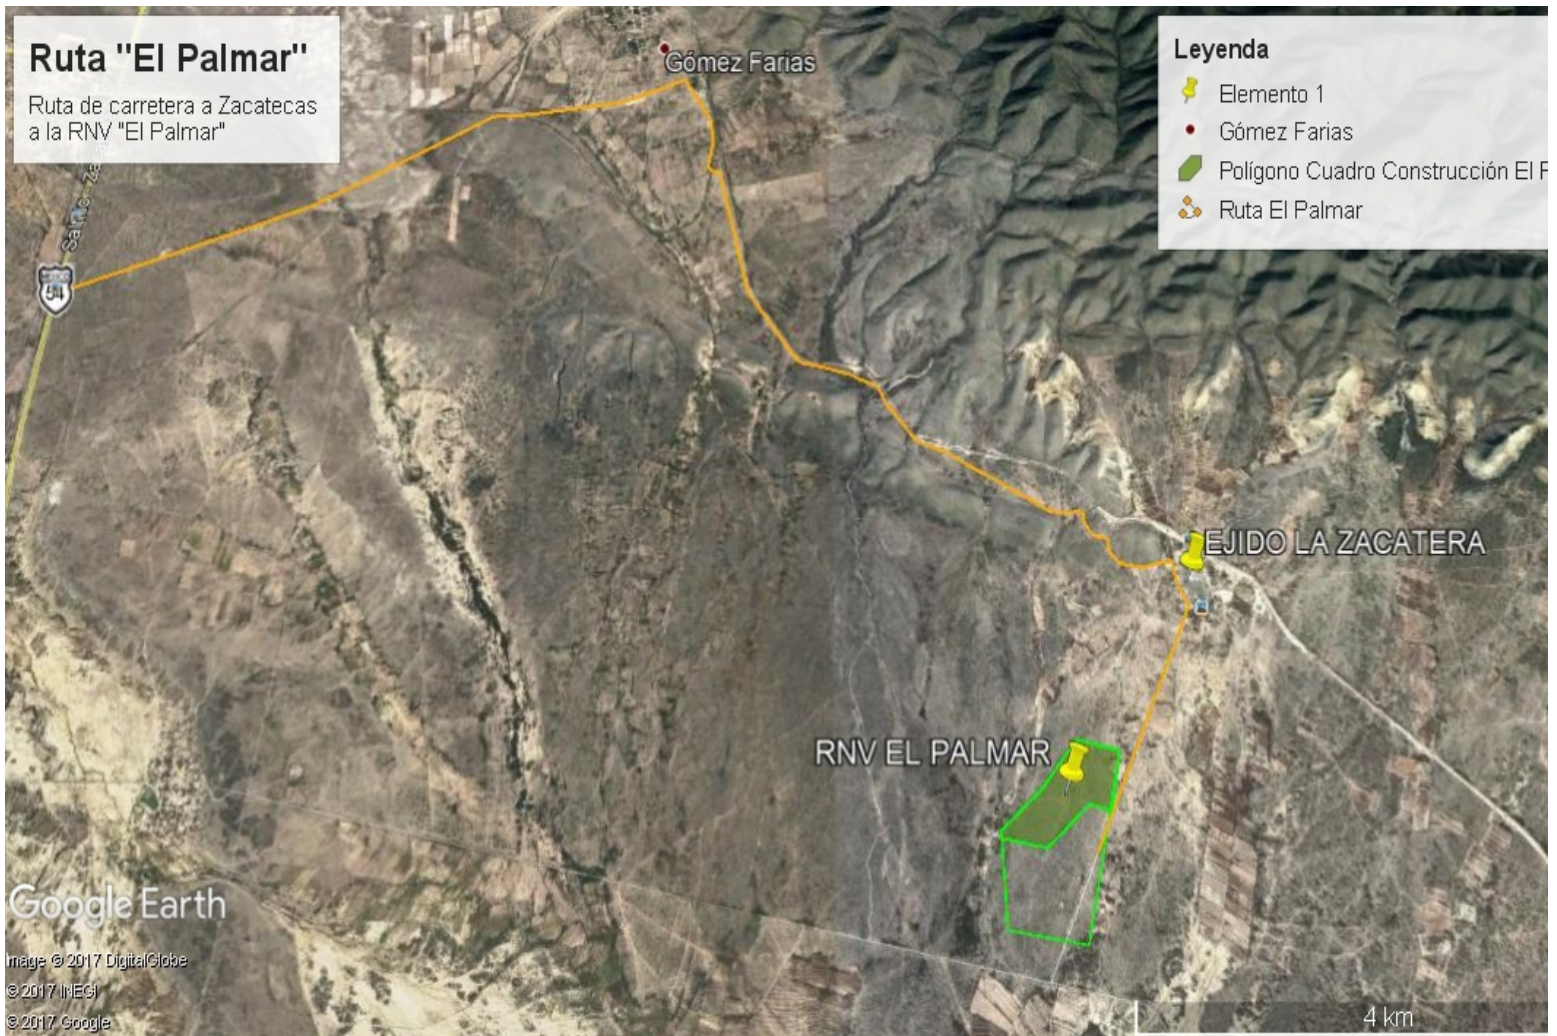 Ruta "El Palmar"
Ruta de carretera a Zacatecas
a la RNV "El Palmar"
Gómez Farias
Leyenda
Elemento 1
Gómez Farias
Polígono Cuadro Construcción El
Ruta El Palmar
54
EJIDO LA ZACATERA
RNV EL PALMAR
Google Earth
Image © 2017 DigitalGlobe
© 2017 INEGI
© 2017 Google
4 km